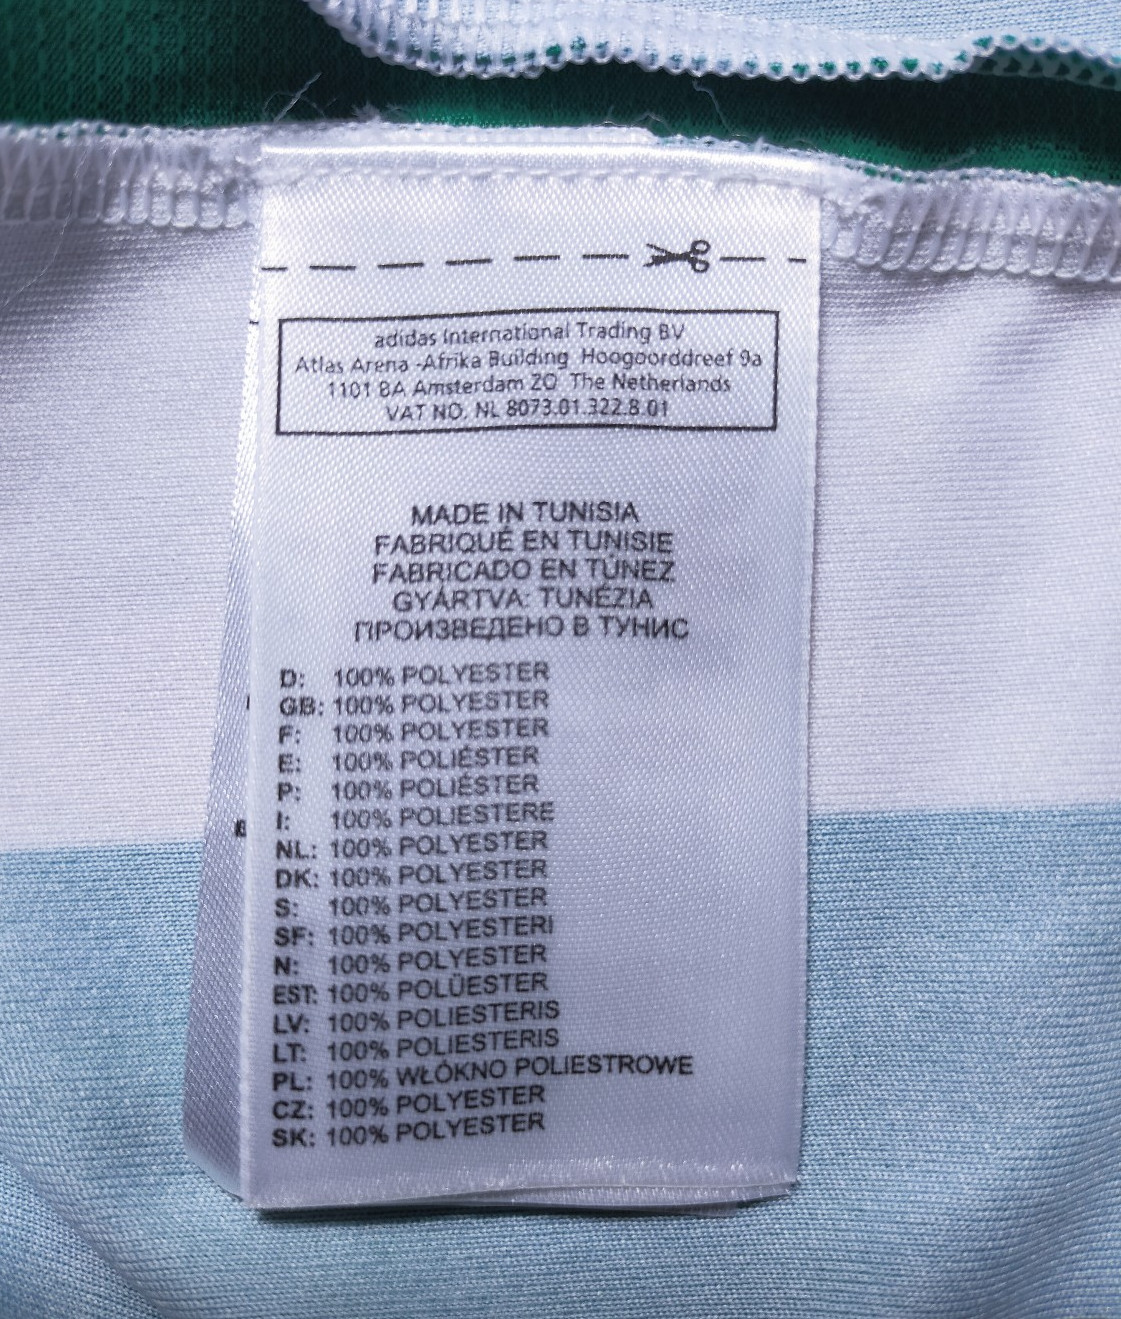 adidas International Trading BV
Atlas Arena -Afrika Building Hoogoorddreef 9a
1101 BA Amsterdam ZO The Netherlands
VAT NO. NL 8073.01.322.B.01
MADE IN TUNISIA
FABRIQUÉ EN TUNISIE
FABRICADO EN TÚNEZ
GYÁRTVA: TUNÉZIA
ПРОИЗВЕДЕНО В ТУНИС
D: 100% POLYESTER
GB: 100% POLYESTER
F: 100% POLYESTER
E: 100% POLIÉSTER
P: 100% POLIÉSTER
I: 100% POLIESTERE
NL: 100% POLYESTER
DK: 100% POLYESTER
S: 100% POLYESTER
SF: 100% POLYESTERI
N: 100% POLYESTER
EST: 100% POLÜESTER
LV: 100% POLIESTERIS
LT: 100% POLIESTERIS
PL: 100% WŁÓKNO POLIESTROWE
CZ: 100% POLYESTER
SK: 100% POLYESTER